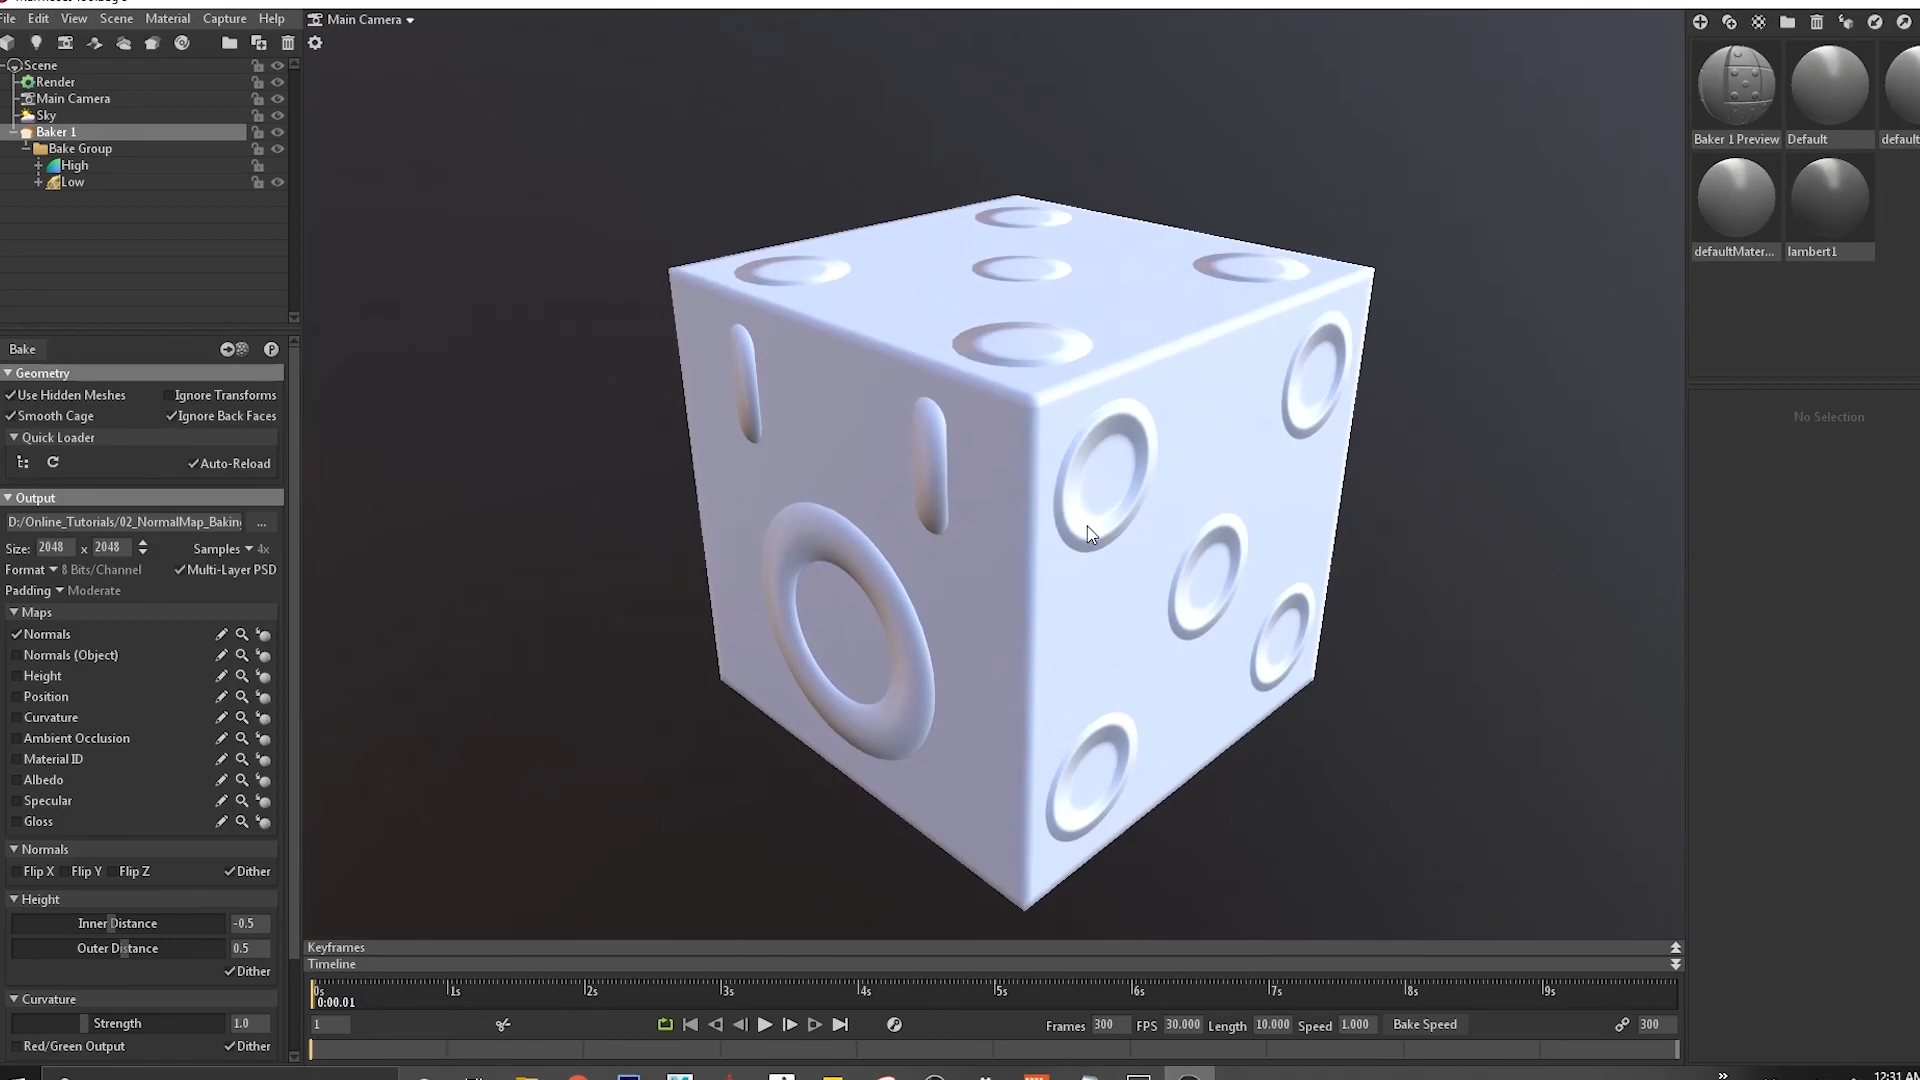 File Edit View Scene Material Capture Help
Main Camera
Scene
Render
Main Camera
Sky
Baker 1
Bake Group
High
Low
Baker 1 Preview
Default
default
defaultMater...
lambert1
No Selection
Bake
P
Geometry
Use Hidden Meshes Ignore Transforms
Smooth Cage Ignore Back Faces
Quick Loader
Auto-Reload
Output
D:/Online_Tutorials/02_NormalMap_Baking ...
Size: 2048 x 2048 Samples 4x
Format 8 Bits/Channel Multi-Layer PSD
Padding Moderate
Maps
Normals
Normals (Object)
Height
Position
Curvature
Ambient Occlusion
Material ID
Albedo
Specular
Gloss
Normals
Flip X Flip Y Flip Z Dither
Height
Inner Distance -0.5
Outer Distance 0.5
Dither
Curvature
Strength 1.0
Red/Green Output Dither
Keyframes
Timeline
0s 1s 2s 3s 4s 5s 6s 7s 8s 9s
0:00.01
1
Frames 300 FPS 30.000 Length 10.000 Speed 1.000 Bake Speed 300
12:31 AM